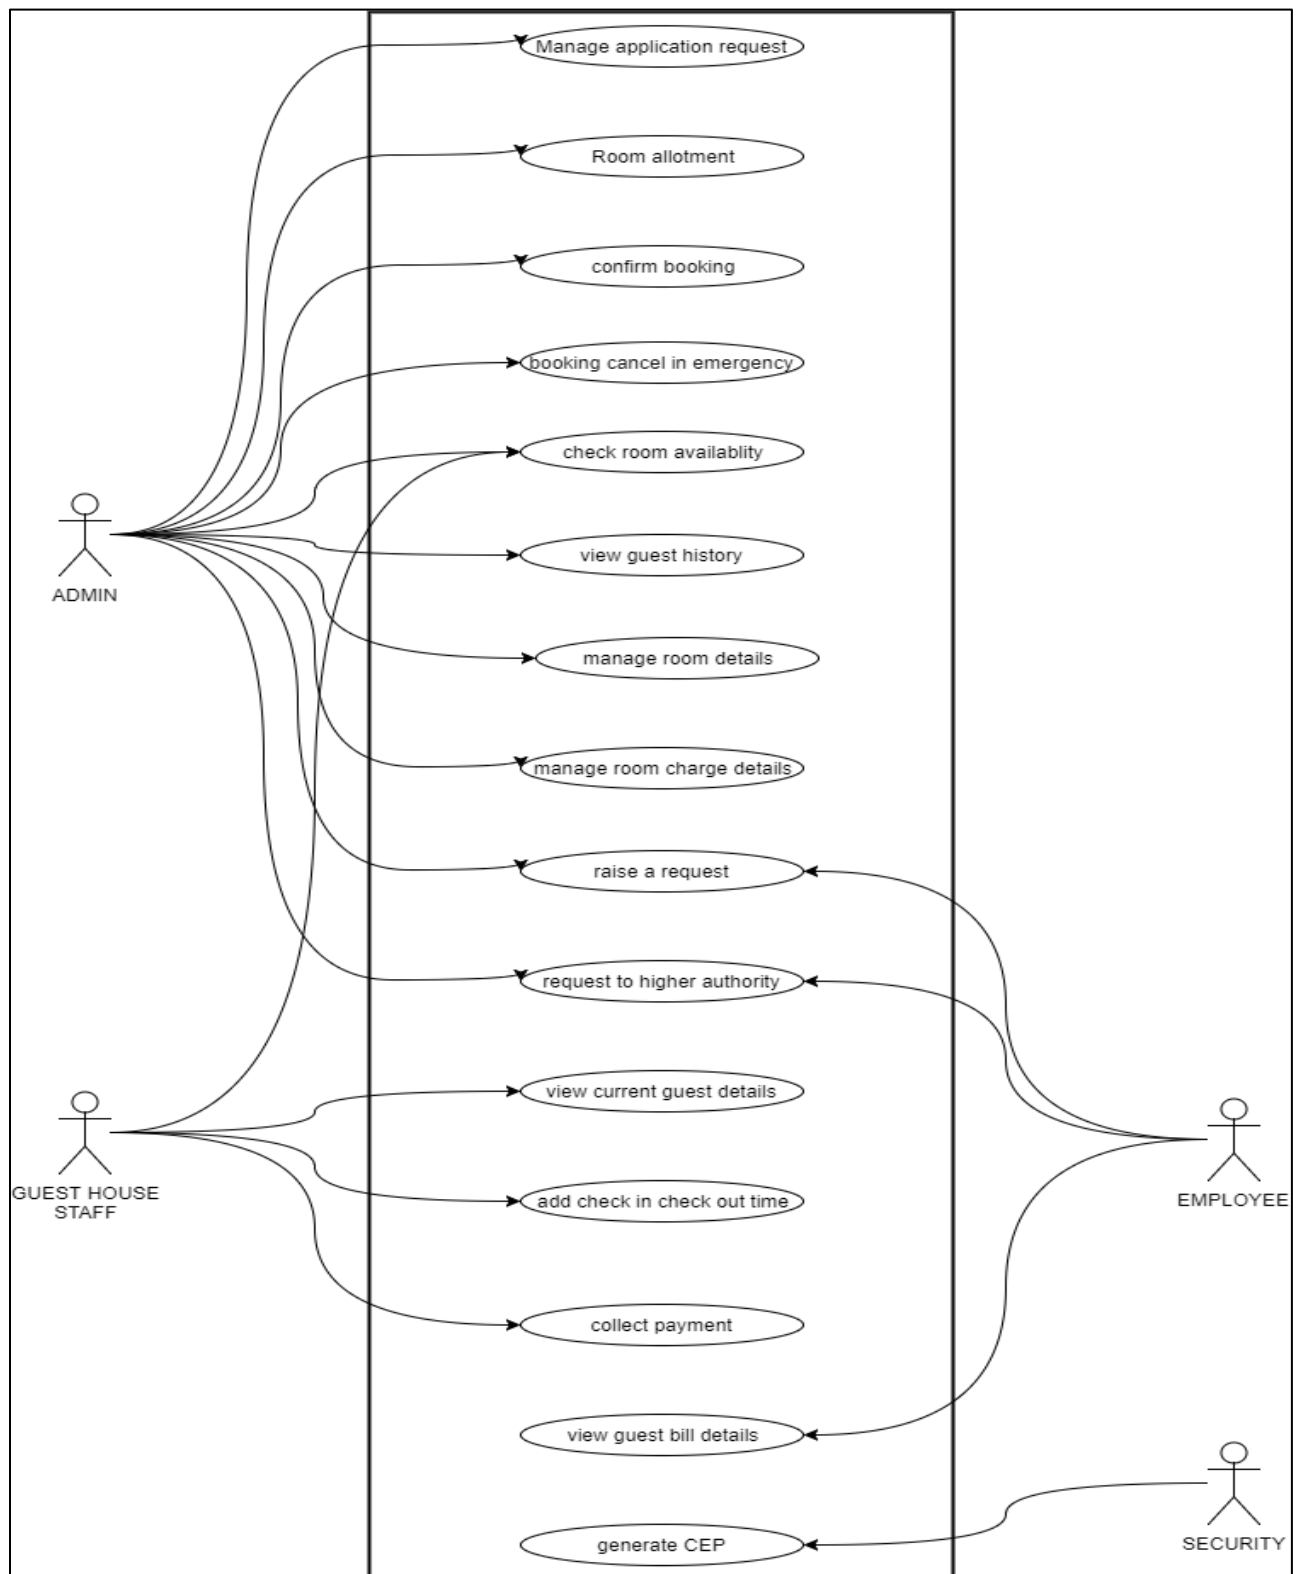 Manage application request
Room allotment
confirm booking
booking cancel in emergency
check room availablity
view guest history
ADMIN
manage room details
manage room charge details
raise a request
request to higher authority
view current guest details
GUEST HOUSE
STAFF
add check in check out time
EMPLOYEE
collect payment
view guest bill details
generate CEP
SECURITY